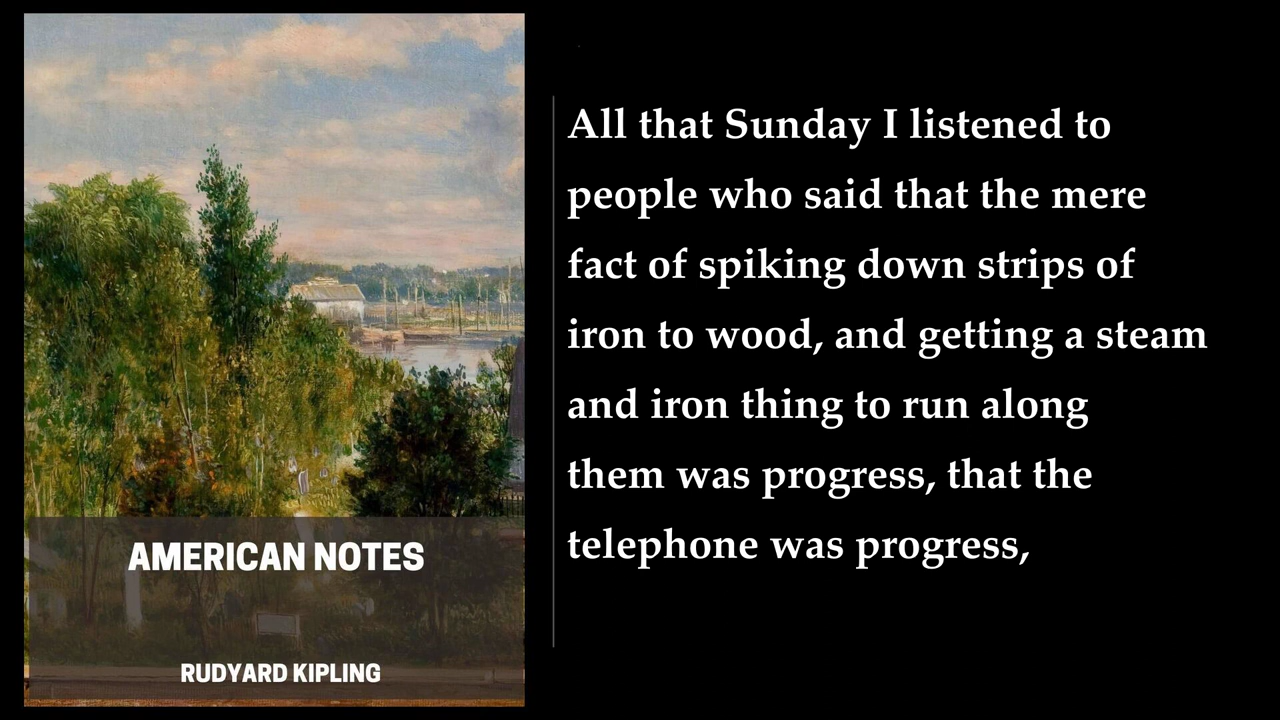 AMERICAN NOTES
RUDYARD KIPLING
All that Sunday I listened to
people who said that the mere
fact of spiking down strips of
iron to wood, and getting a steam
and iron thing to run along
them was progress, that the
telephone was progress,